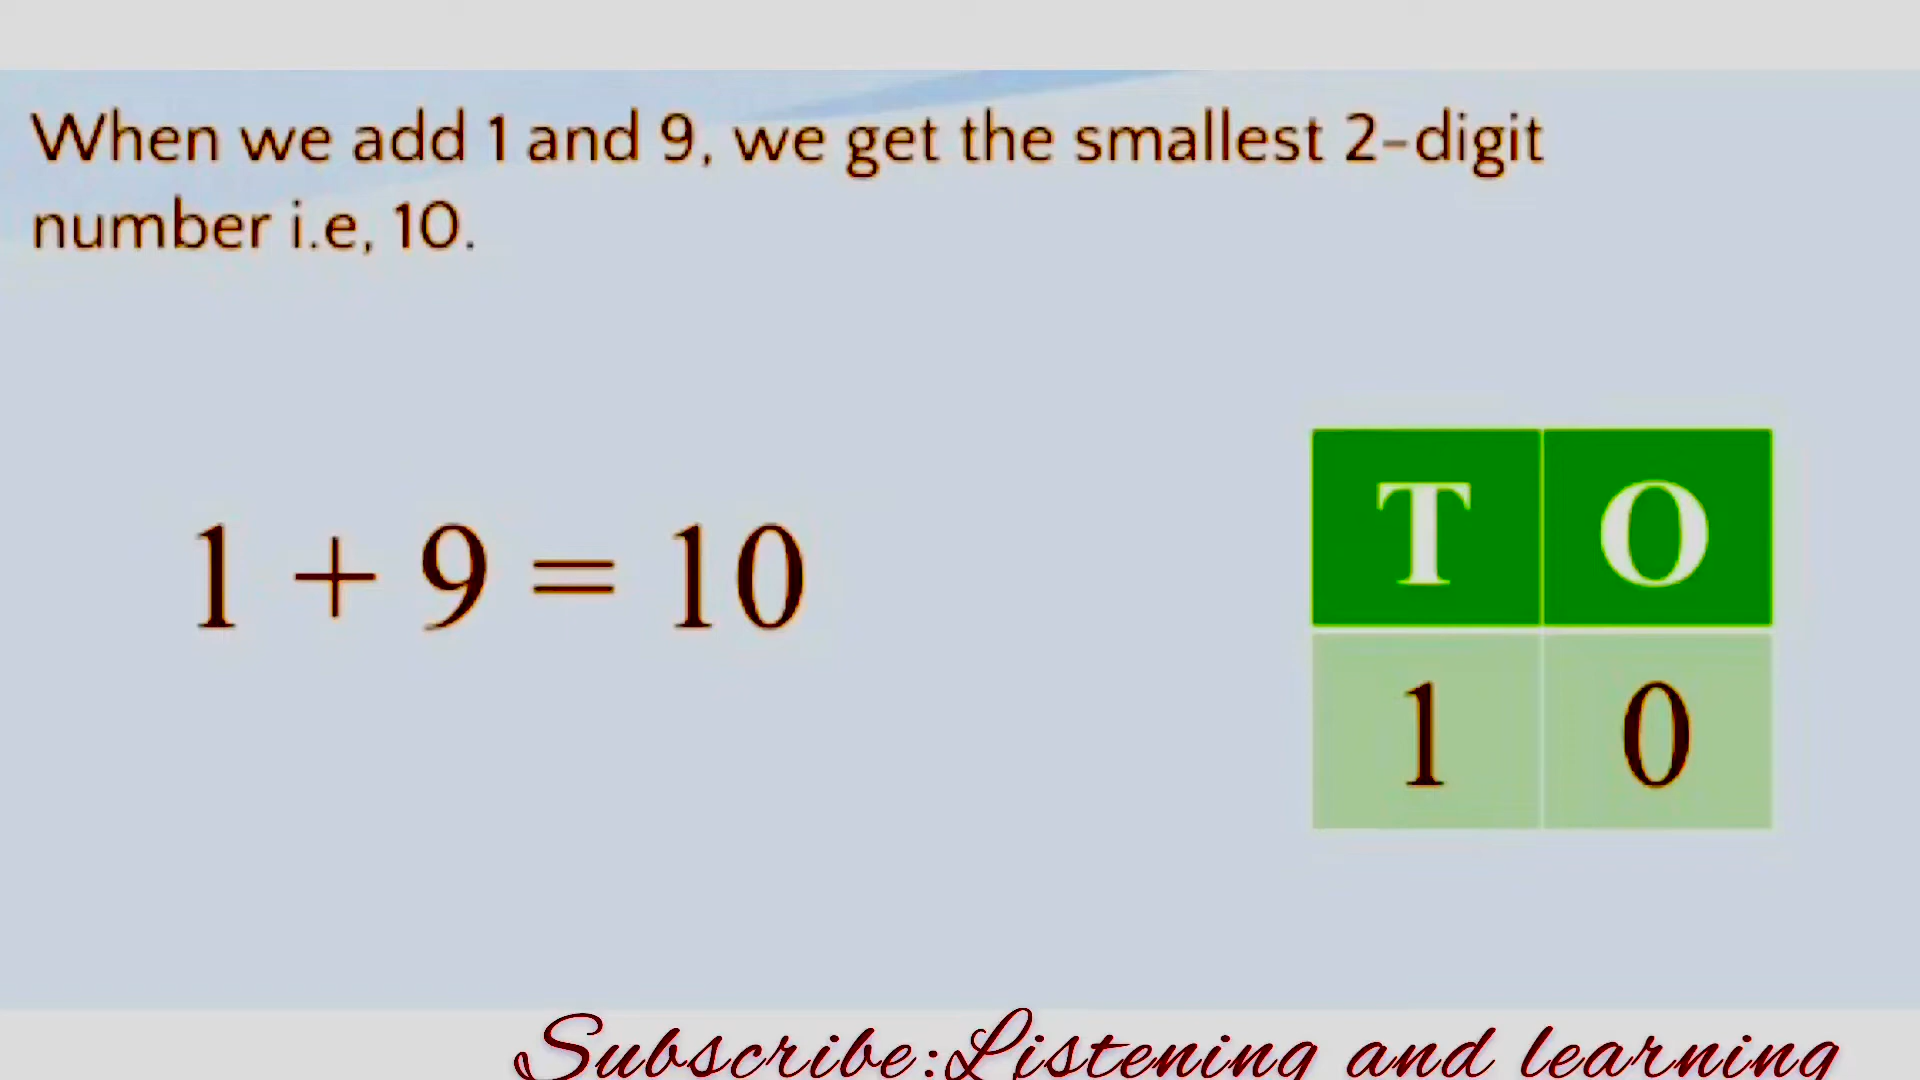 When we add 1 and 9, we get the smallest 2-digit
number i.e, 10.
1 + 9 = 10
T O
1 0
Subscribe:Listening and learning